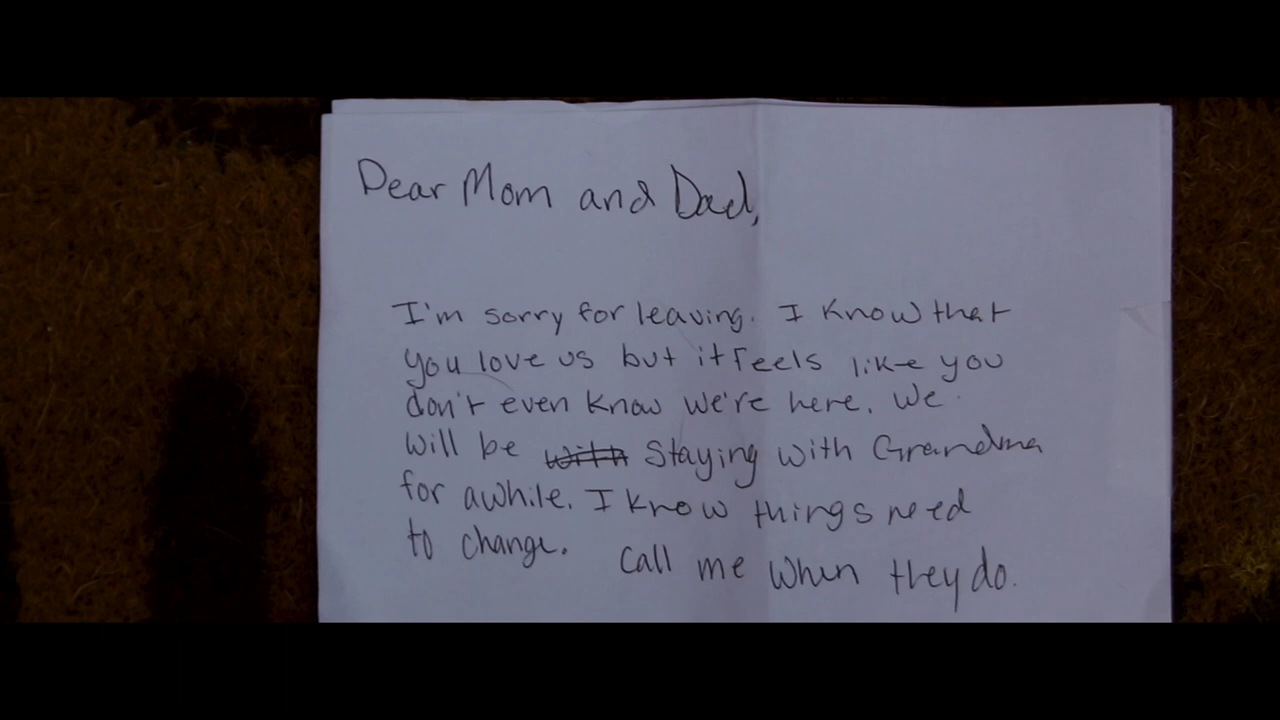 Dear Mom and Dad,
I'm sorry for leaving. I know that
you love us but it feels like you
don't even know we're here. We
will be with staying with Grandma
for awhile. I know things need
to change. Call me when they do.